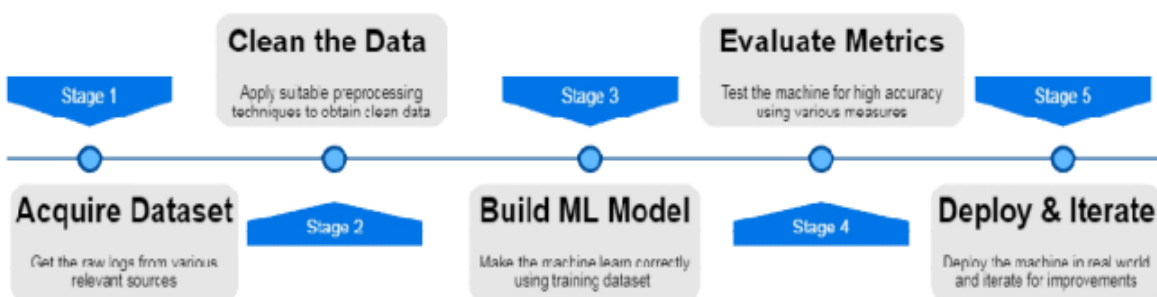 Stage 1
Acquire Dataset
Get the raw logs from various
relevant sources
Clean the Data
Apply suitable preprocessing
techniques to obtain clean data
Stage 2
Stage 3
Build ML Model
Make the machine learn correctly
using training dataset
Evaluate Metrics
Test the machine for high accuracy
using various measures
Stage 4
Stage 5
Deploy & Iterate
Deploy the machine in real world
and iterate for improvements